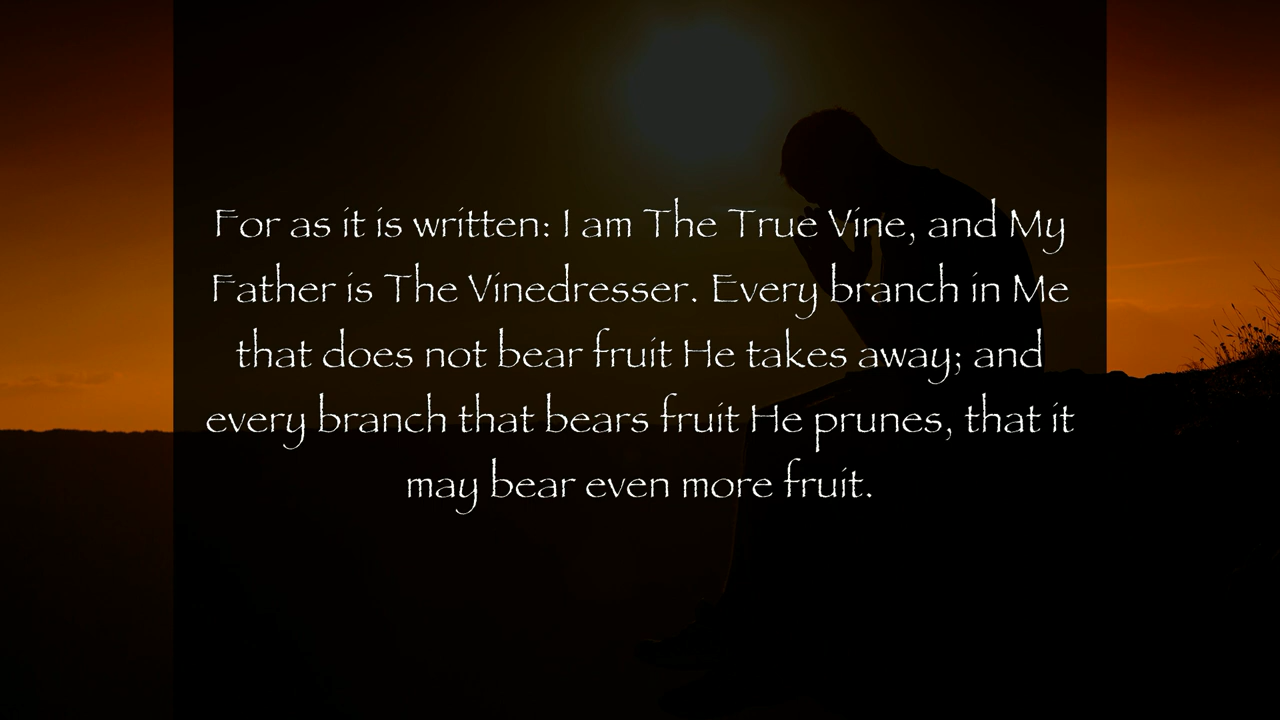 For as it is written: I am The True Vine, and My
Father is The Vinedresser. Every branch in Me
that does not bear fruit He takes away; and
every branch that bears fruit He prunes, that it
may bear even more fruit.